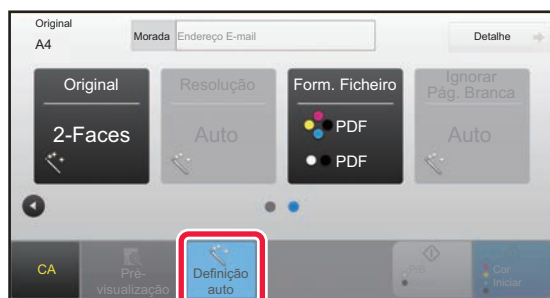 Original
A4
Morada Endereço E-mail
Detalhe
Original
2-Faces
Resolução
Auto
Form. Ficheiro
PDF
PDF
Ignorar
Pág. Branca
Auto
CA
Pré-
visualização
Definição
auto
P/B
Iniciar
Cor
Iniciar